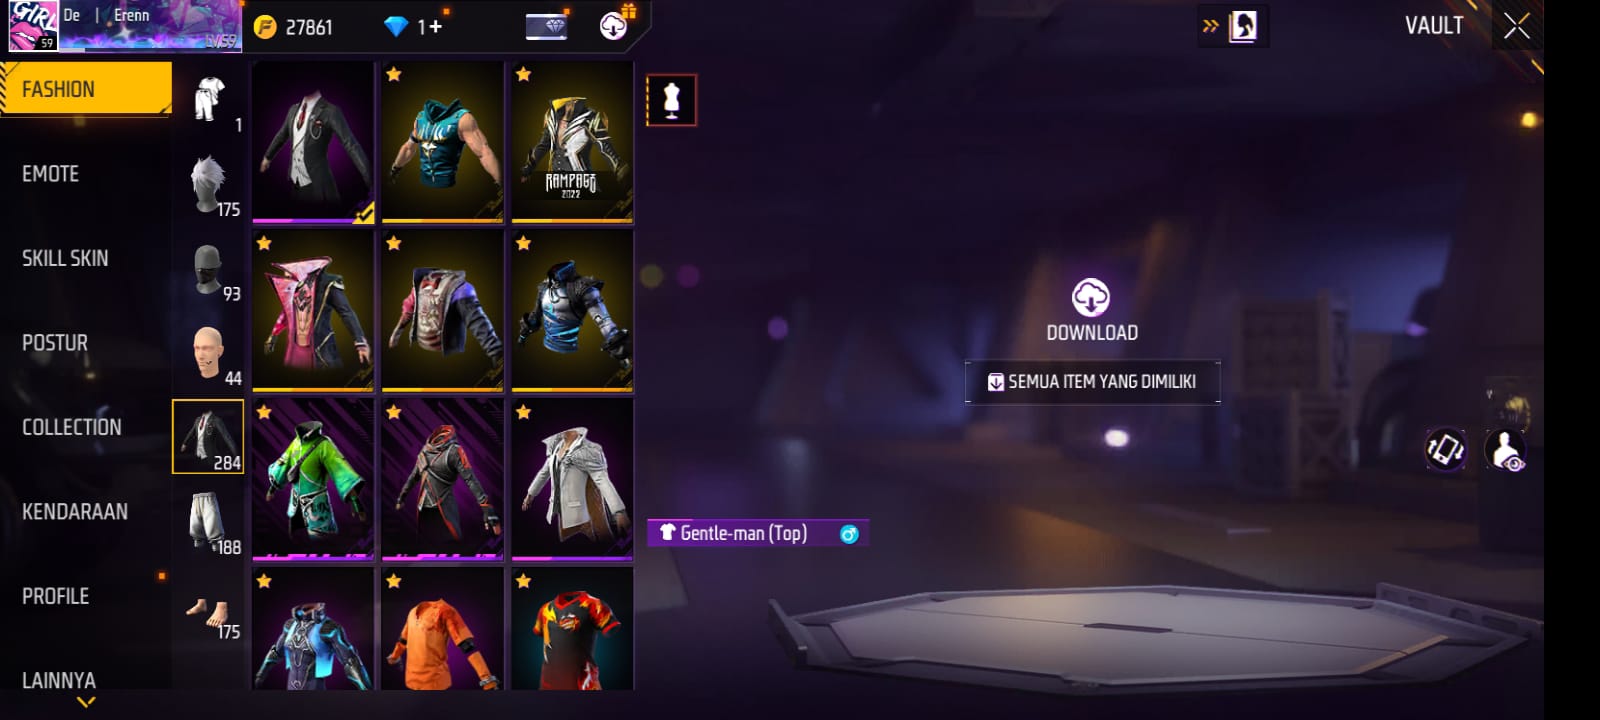 GIRL
59
De | Erenn
LV.59
27861
1+
VAULT
FASHION
EMOTE
SKILL SKIN
POSTUR
COLLECTION
KENDARAAN
PROFILE
LAINNYA
1
175
93
44
284
188
175
RAMPAGE
2022
DOWNLOAD
SEMUA ITEM YANG DIMILIKI
Gentle-man (Top)